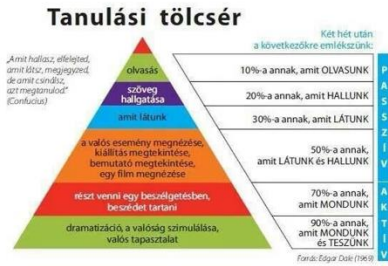 Tanulási tölcsér
Két hét után
a következőkre emlékszünk:
„Amit hallasz, elfelejted,
amit látsz, megjegyzed,
de amit csinálsz,
azt megtanulod."
(Confucius)
olvasás
10%-a annak, amit OLVASUNK
szöveg
hallgatása
20%-a annak, amit HALLUNK
amit látunk
30%-a annak, amit LÁTUNK
a valós esemény megnézése,
kiállítás megtekintése,
bemutató megtekintése,
egy film megnézése
50%-a annak,
amit LÁTUNK és HALLUNK
részt venni egy beszélgetésben,
beszédet tartani
70%-a annak,
amit MONDUNK
dramatizáció, a valóság szimulálása,
valós tapasztalat
90%-a annak,
amit MONDUNK
és TESZÜNK
PASSZÍV
AKTÍV
Forrás: Edgar Dale (1969)